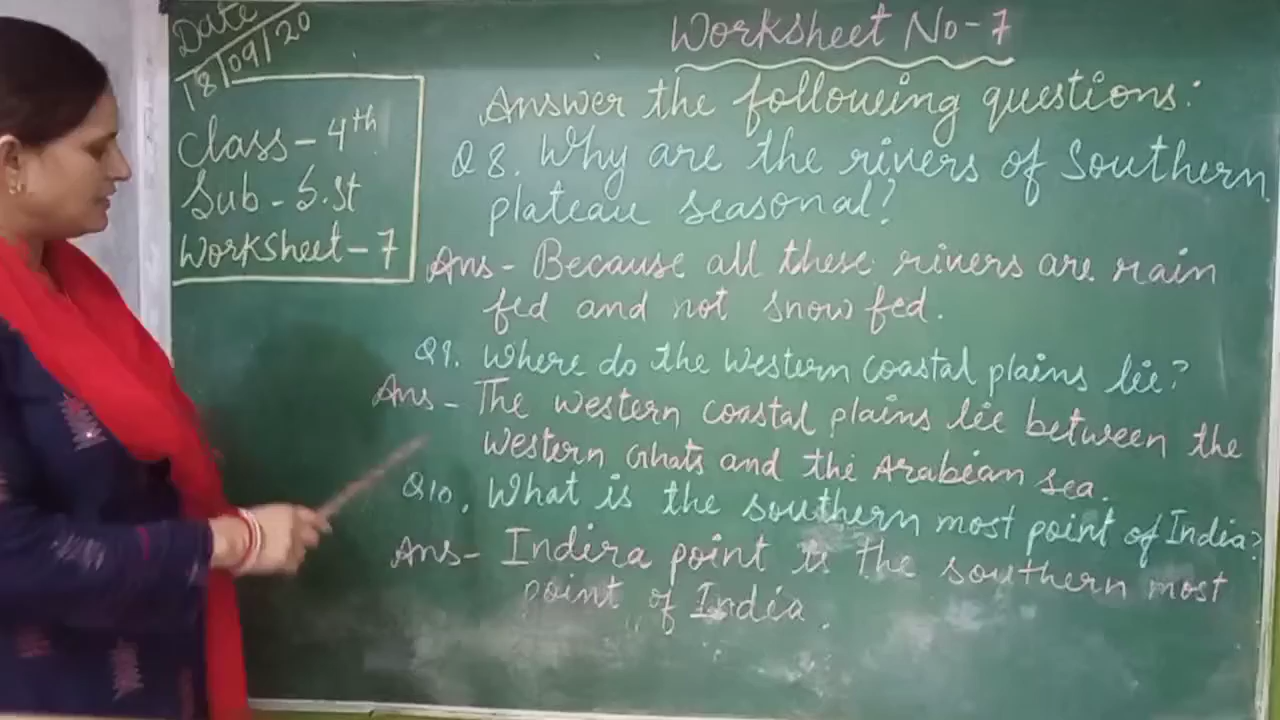 Date
18/09/20
Class - 4th
Sub - S.St
Worksheet - 7
Worksheet No - 7
Answer the following questions:
Q8. Why are the rivers of Southern
plateau seasonal?
Ans - Because all these rivers are rain
fed and not snow fed.
Q9. Where do the Western coastal plains lie?
Ans - The western coastal plains lie between the
western Ghats and the Arabian sea.
Q10. What is the southern most point of India?
Ans - Indira point is the southern most
point of India.